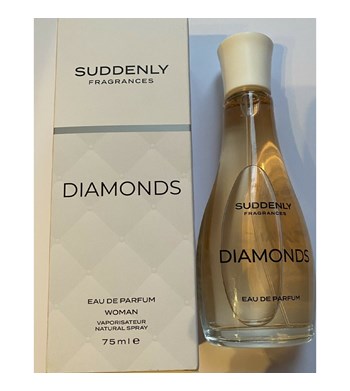 SUDDENLY
FRAGRANCES
DIAMONDS
EAU DE PARFUM
WOMAN
VAPORISATEUR
NATURAL SPRAY
75ml e
SUDDENLY
FRAGRANCES
DIAMONDS
EAU DE PARFUM